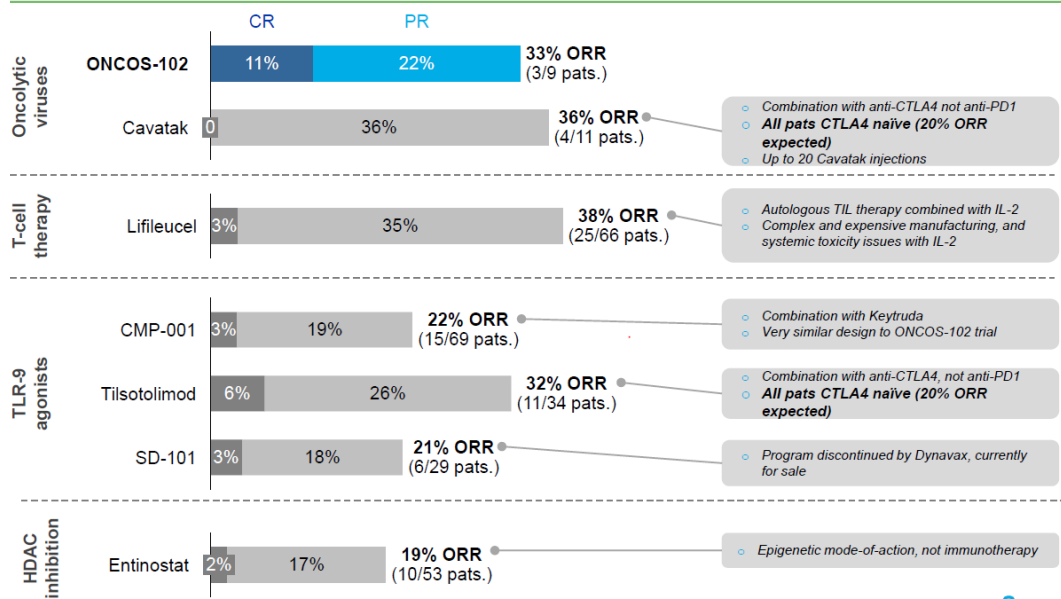 CR PR
Oncolytic
viruses
ONCOS-102
11%
22%
33% ORR
(3/9 pats.)
Cavatak
0
36%
36% ORR
(4/11 pats.)
Combination with anti-CTLA4 not anti-PD1
All pats CTLA4 naïve (20% ORR
expected)
Up to 20 Cavatak injections
T-cell
therapy
Lifileucel
3%
35%
38% ORR
(25/66 pats.)
Autologous TIL therapy combined with IL-2
Complex and expensive manufacturing, and
systemic toxicity issues with IL-2
TLR-9
agonists
CMP-001
3%
19%
22% ORR
(15/69 pats.)
Combination with Keytruda
Very similar design to ONCOS-102 trial
Tilsotolimod
6%
26%
32% ORR
(11/34 pats.)
Combination with anti-CTLA4, not anti-PD1
All pats CTLA4 naïve (20% ORR
expected)
SD-101
3%
18%
21% ORR
(6/29 pats.)
Program discontinued by Dynavax, currently
for sale
HDAC
inhibition
Entinostat
2%
17%
19% ORR
(10/53 pats.)
Epigenetic mode-of-action, not immunotherapy